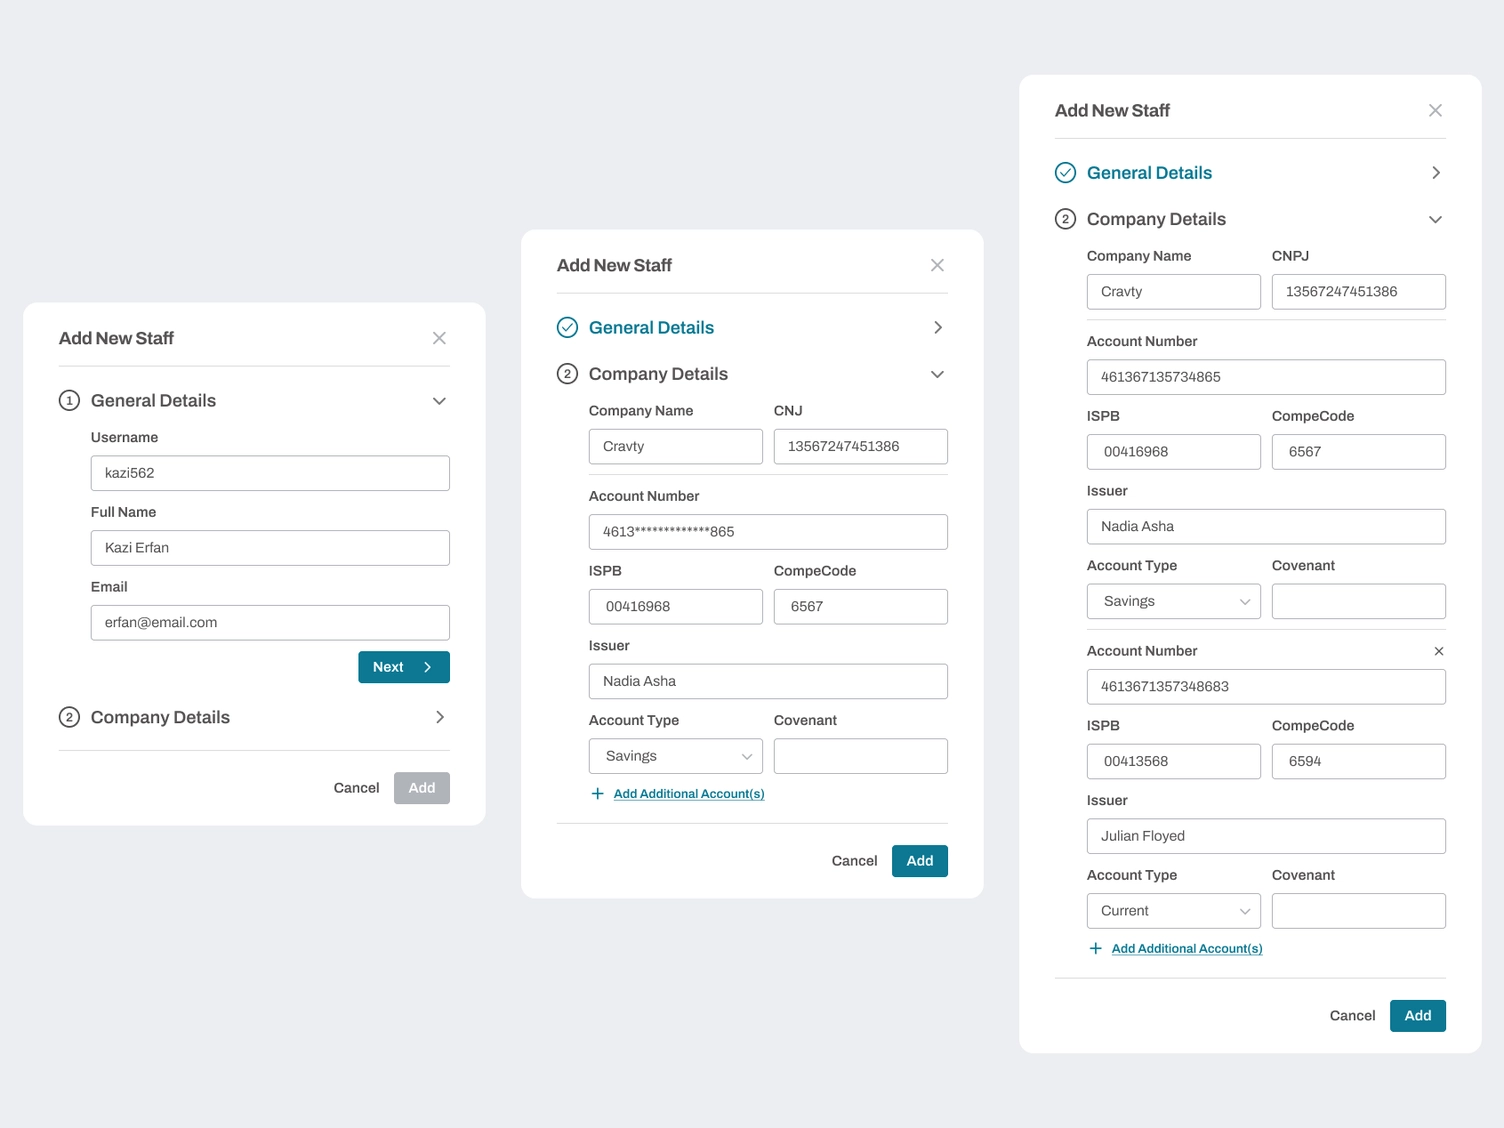 Add New Staff
1 General Details
Username
kazi562
Full Name
Kazi Erfan
Email
erfan@email.com
Next
2 Company Details
Cancel Add
Add New Staff
General Details
2 Company Details
Company Name CNJ
Cravty 13567247451386
Account Number
4613*************865
ISPB CompeCode
00416968 6567
Issuer
Nadia Asha
Account Type Covenant
Savings
Add Additional Account(s)
Cancel Add
Add New Staff
General Details
2 Company Details
Company Name CNPJ
Cravty 13567247451386
Account Number
461367135734865
ISPB CompeCode
00416968 6567
Issuer
Nadia Asha
Account Type Covenant
Savings
Account Number
4613671357348683
ISPB CompeCode
00413568 6594
Issuer
Julian Floyed
Account Type Covenant
Current
Add Additional Account(s)
Cancel Add